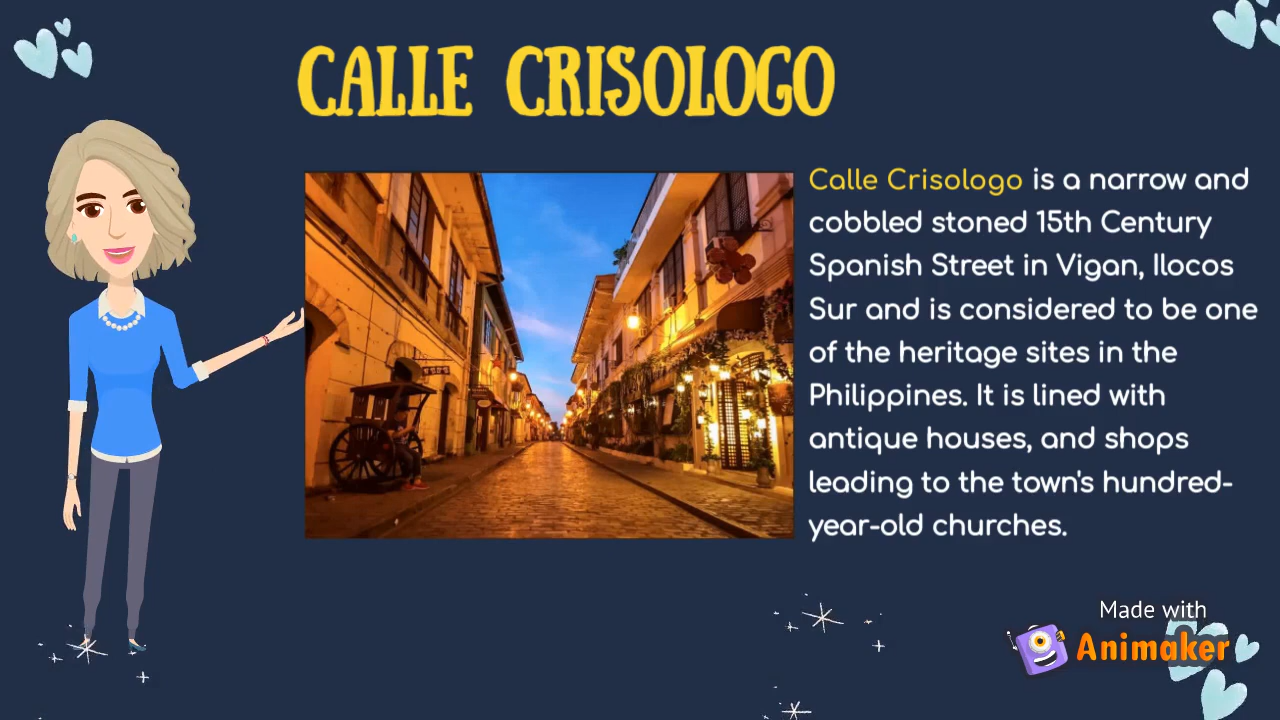 CALLE CRISOLOGO
Calle Crisologo is a narrow and
cobbled stoned 15th Century
Spanish Street in Vigan, Ilocos
Sur and is considered to be one
of the heritage sites in the
Philippines. It is lined with
antique houses, and shops
leading to the town's hundred-
year-old churches.
Made with
Animaker